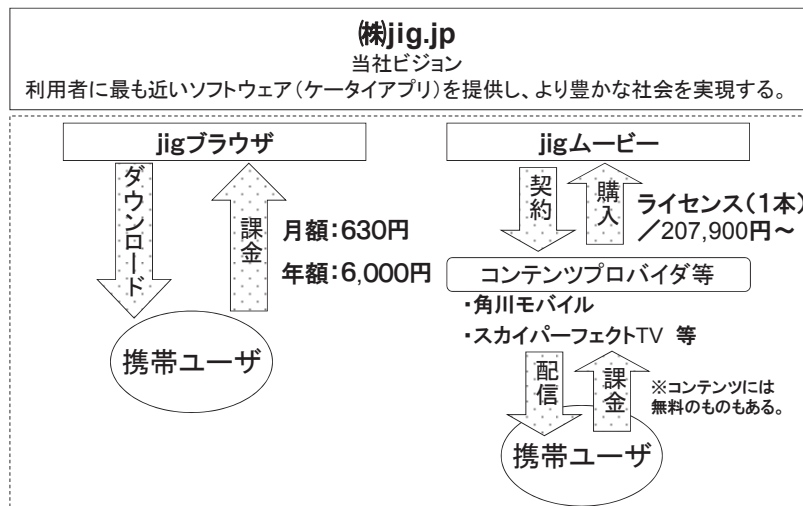 ㈱jig.jp
当社ビジョン
利用者に最も近いソフトウェア（ケータイアプリ）を提供し、より豊かな社会を実現する。
jigブラウザ
ダウンロード
課金
月額：630円
年額：6,000円
携帯ユーザ
jigムービー
契約
購入
ライセンス（1本）
／207,900円～
コンテンツプロバイダ等
・角川モバイル
・スカイパーフェクトTV 等
配信
課金
※コンテンツには
無料のものもある。
携帯ユーザ